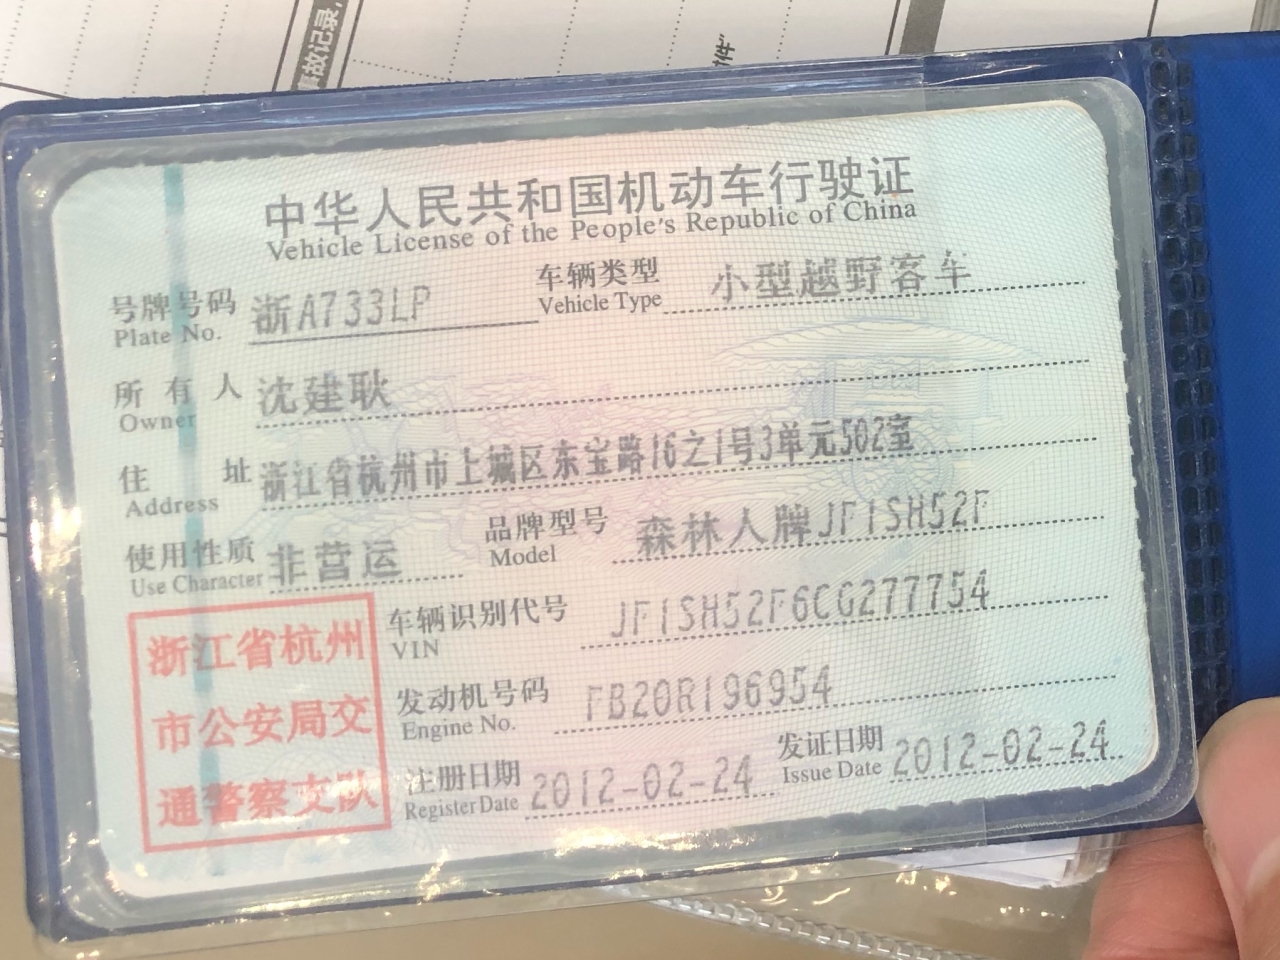 故记录，
件”
中华人民共和国机动车行驶证
Vehicle License of the People's Republic of China
号牌号码 浙A733LP 车辆类型 小型越野客车
Plate No. Vehicle Type
所有人 沈建耿
Owner
住址 浙江省杭州市上城区东宝路16之1号3单元502室
Address
使用性质 非营运 品牌型号 森林人牌JF1SH52F
Use Character Model
浙江省杭州
市公安局交
通警察支队
车辆识别代号 JF1SH52F6CG277754
VIN
发动机号码 FB20R196954
Engine No.
注册日期 2012-02-24 发证日期 2012-02-24
Register Date Issue Date